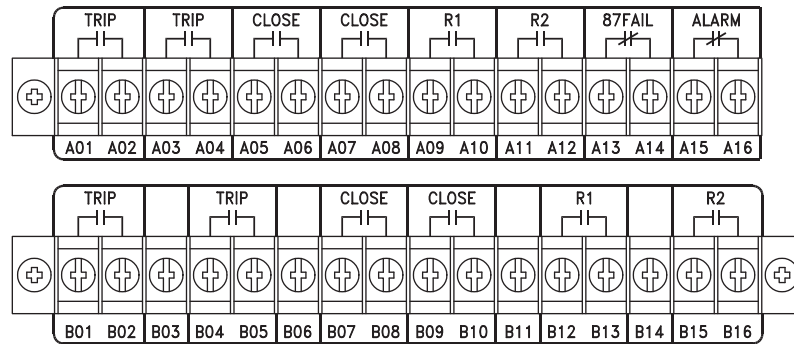 TRIP TRIP CLOSE CLOSE R1 R2 87FAIL ALARM
A01 A02 A03 A04 A05 A06 A07 A08 A09 A10 A11 A12 A13 A14 A15 A16
TRIP TRIP CLOSE CLOSE R1 R2
B01 B02 B03 B04 B05 B06 B07 B08 B09 B10 B11 B12 B13 B14 B15 B16